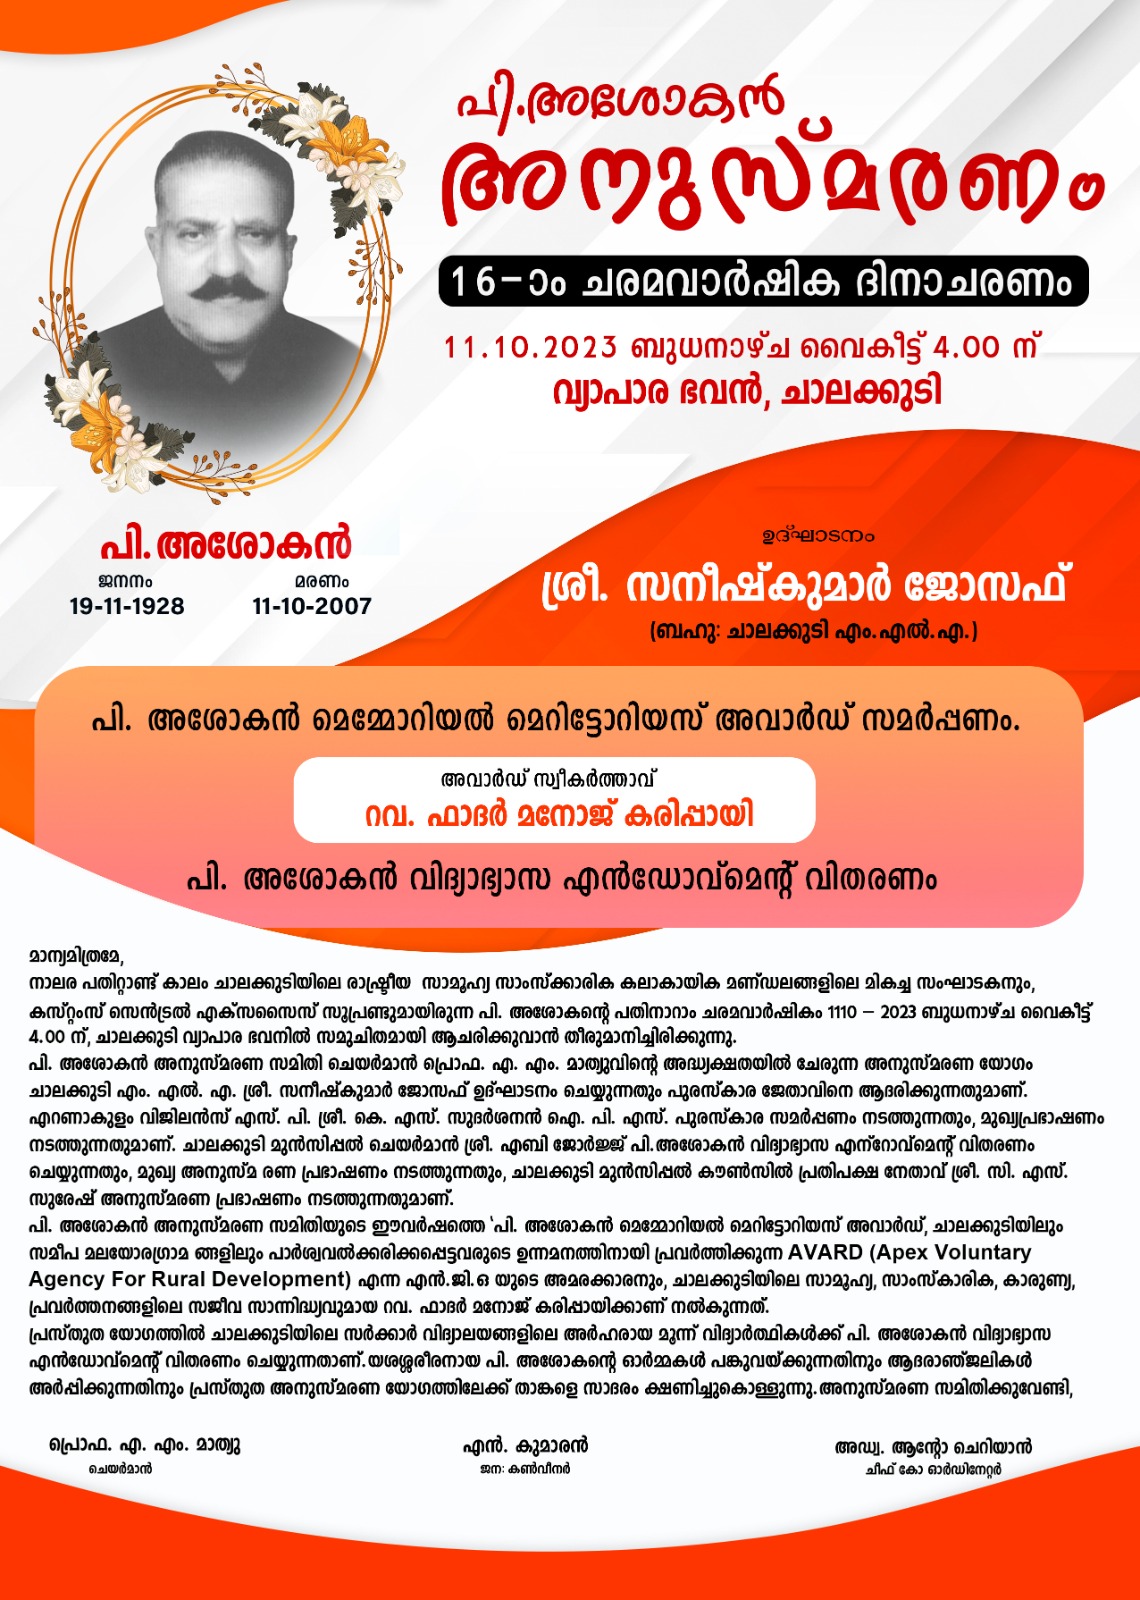 പി.അശോകൻ
അനുസ്മരണം
16-ാം ചരമവാർഷിക ദിനാചരണം
11.10.2023 ബുധനാഴ്ച വൈകീട്ട് 4.00 ന്
വ്യാപാര ഭവൻ, ചാലക്കുടി
പി. അശോകൻ
ജനനം
19-11-1928
മരണം
11-10-2007
ഉദ്ഘാടനം
ശ്രീ. സനീഷ്കുമാർ ജോസഫ്
(ബഹു: ചാലക്കുടി എം.എൽ.എ.)
പി. അശോകൻ മെമ്മോറിയൽ മെറിട്ടോറിയസ് അവാർഡ് സമർപ്പണം.
അവാർഡ് സ്വീകർത്താവ്
റവ. ഫാദർ മനോജ് കരിപ്പായി
പി. അശോകൻ വിദ്യാഭ്യാസ എൻഡോവ്മെന്റ് വിതരണം
മാന്യമിത്രമേ,
നാലര പതിറ്റാണ്ട് കാലം ചാലക്കുടിയിലെ രാഷ്ട്രീയ സാമൂഹ്യ സാംസ്ക്കാരിക കലാകായിക മണ്ഡലങ്ങളിലെ മികച്ച സംഘാടകനും,
കസ്റ്റംസ് സെൻട്രൽ എക്സൈസ് സൂപ്രണ്ടുമായിരുന്ന പി. അശോകന്റെ പതിനാറാം ചരമവാർഷികം 1110 – 2023 ബുധനാഴ്ച വൈകീട്ട്
4.00 ന്, ചാലക്കുടി വ്യാപാര ഭവനിൽ സമുചിതമായി ആചരിക്കുവാൻ തീരുമാനിച്ചിരിക്കുന്നു.
പി. അശോകൻ അനുസ്മരണ സമിതി ചെയർമാൻ പ്രൊഫ. എ. എം. മാത്യുവിന്റെ അദ്ധ്യക്ഷതയിൽ ചേരുന്ന അനുസ്മരണ യോഗം
ചാലക്കുടി എം. എൽ. എ. ശ്രീ. സനീഷ്കുമാർ ജോസഫ് ഉദ്ഘാടനം ചെയ്യുന്നതും പുരസ്കാര ജേതാവിനെ ആദരിക്കുന്നതുമാണ്.
എറണാകുളം വിജിലൻസ് എസ്. പി. ശ്രീ. കെ. എസ്. സുദർശനൻ ഐ. പി. എസ്. പുരസ്കാര സമർപ്പണം നടത്തുന്നതും, മുഖ്യപ്രഭാഷണം
നടത്തുന്നതുമാണ്. ചാലക്കുടി മുൻസിപ്പൽ ചെയർമാൻ ശ്രീ. എബി ജോർജ്ജ് പി.അശോകൻ വിദ്യാഭ്യാസ എന്റോവ്മെന്റ് വിതരണം
ചെയ്യുന്നതും, മുഖ്യ അനുസ്മ രണ പ്രഭാഷണം നടത്തുന്നതും, ചാലക്കുടി മുൻസിപ്പൽ കൗൺസിൽ പ്രതിപക്ഷ നേതാവ് ശ്രീ. സി. എസ്.
സുരേഷ് അനുസ്മരണ പ്രഭാഷണം നടത്തുന്നതുമാണ്.
പി. അശോകൻ അനുസ്മരണ സമിതിയുടെ ഈവർഷത്തെ 'പി. അശോകൻ മെമ്മോറിയൽ മെറിട്ടോറിയസ് അവാർഡ്, ചാലക്കുടിയിലും
സമീപ മലയോരഗ്രാമ ങ്ങളിലും പാർശ്വവൽക്കരിക്കപ്പെട്ടവരുടെ ഉന്നമനത്തിനായി പ്രവർത്തിക്കുന്ന AVARD (Apex Voluntary
Agency For Rural Development) എന്ന എൻ.ജി.ഒ യുടെ അമരക്കാരനും, ചാലക്കുടിയിലെ സാമൂഹ്യ, സാംസ്കാരിക, കാരുണ്യ,
പ്രവർത്തനങ്ങളിലെ സജീവ സാന്നിദ്ധ്യവുമായ റവ. ഫാദർ മനോജ് കരിപ്പായിക്കാണ് നൽകുന്നത്.
പ്രസ്തുത യോഗത്തിൽ ചാലക്കുടിയിലെ സർക്കാർ വിദ്യാലയങ്ങളിലെ അർഹരായ മൂന്ന് വിദ്യാർത്ഥികൾക്ക് പി. അശോകൻ വിദ്യാഭ്യാസ
എൻഡോവ്മെന്റ് വിതരണം ചെയ്യുന്നതാണ്.യശശ്ശരീരനായ പി. അശോകന്റെ ഓർമ്മകൾ പങ്കുവയ്ക്കുന്നതിനും ആദരാഞ്ജലികൾ
അർപ്പിക്കുന്നതിനും പ്രസ്തുത അനുസ്മരണ യോഗത്തിലേക്ക് താങ്കളെ സാദരം ക്ഷണിച്ചുകൊള്ളുന്നു.അനുസ്മരണ സമിതിക്കുവേണ്ടി,
പ്രൊഫ. എ. എം. മാത്യു
ചെയർമാൻ
എൻ. കുമാരൻ
ജന: കൺവീനർ
അഡ്വ. ആന്റോ ചെറിയാൻ
ചീഫ് കോ ഓർഡിനേറ്റർ